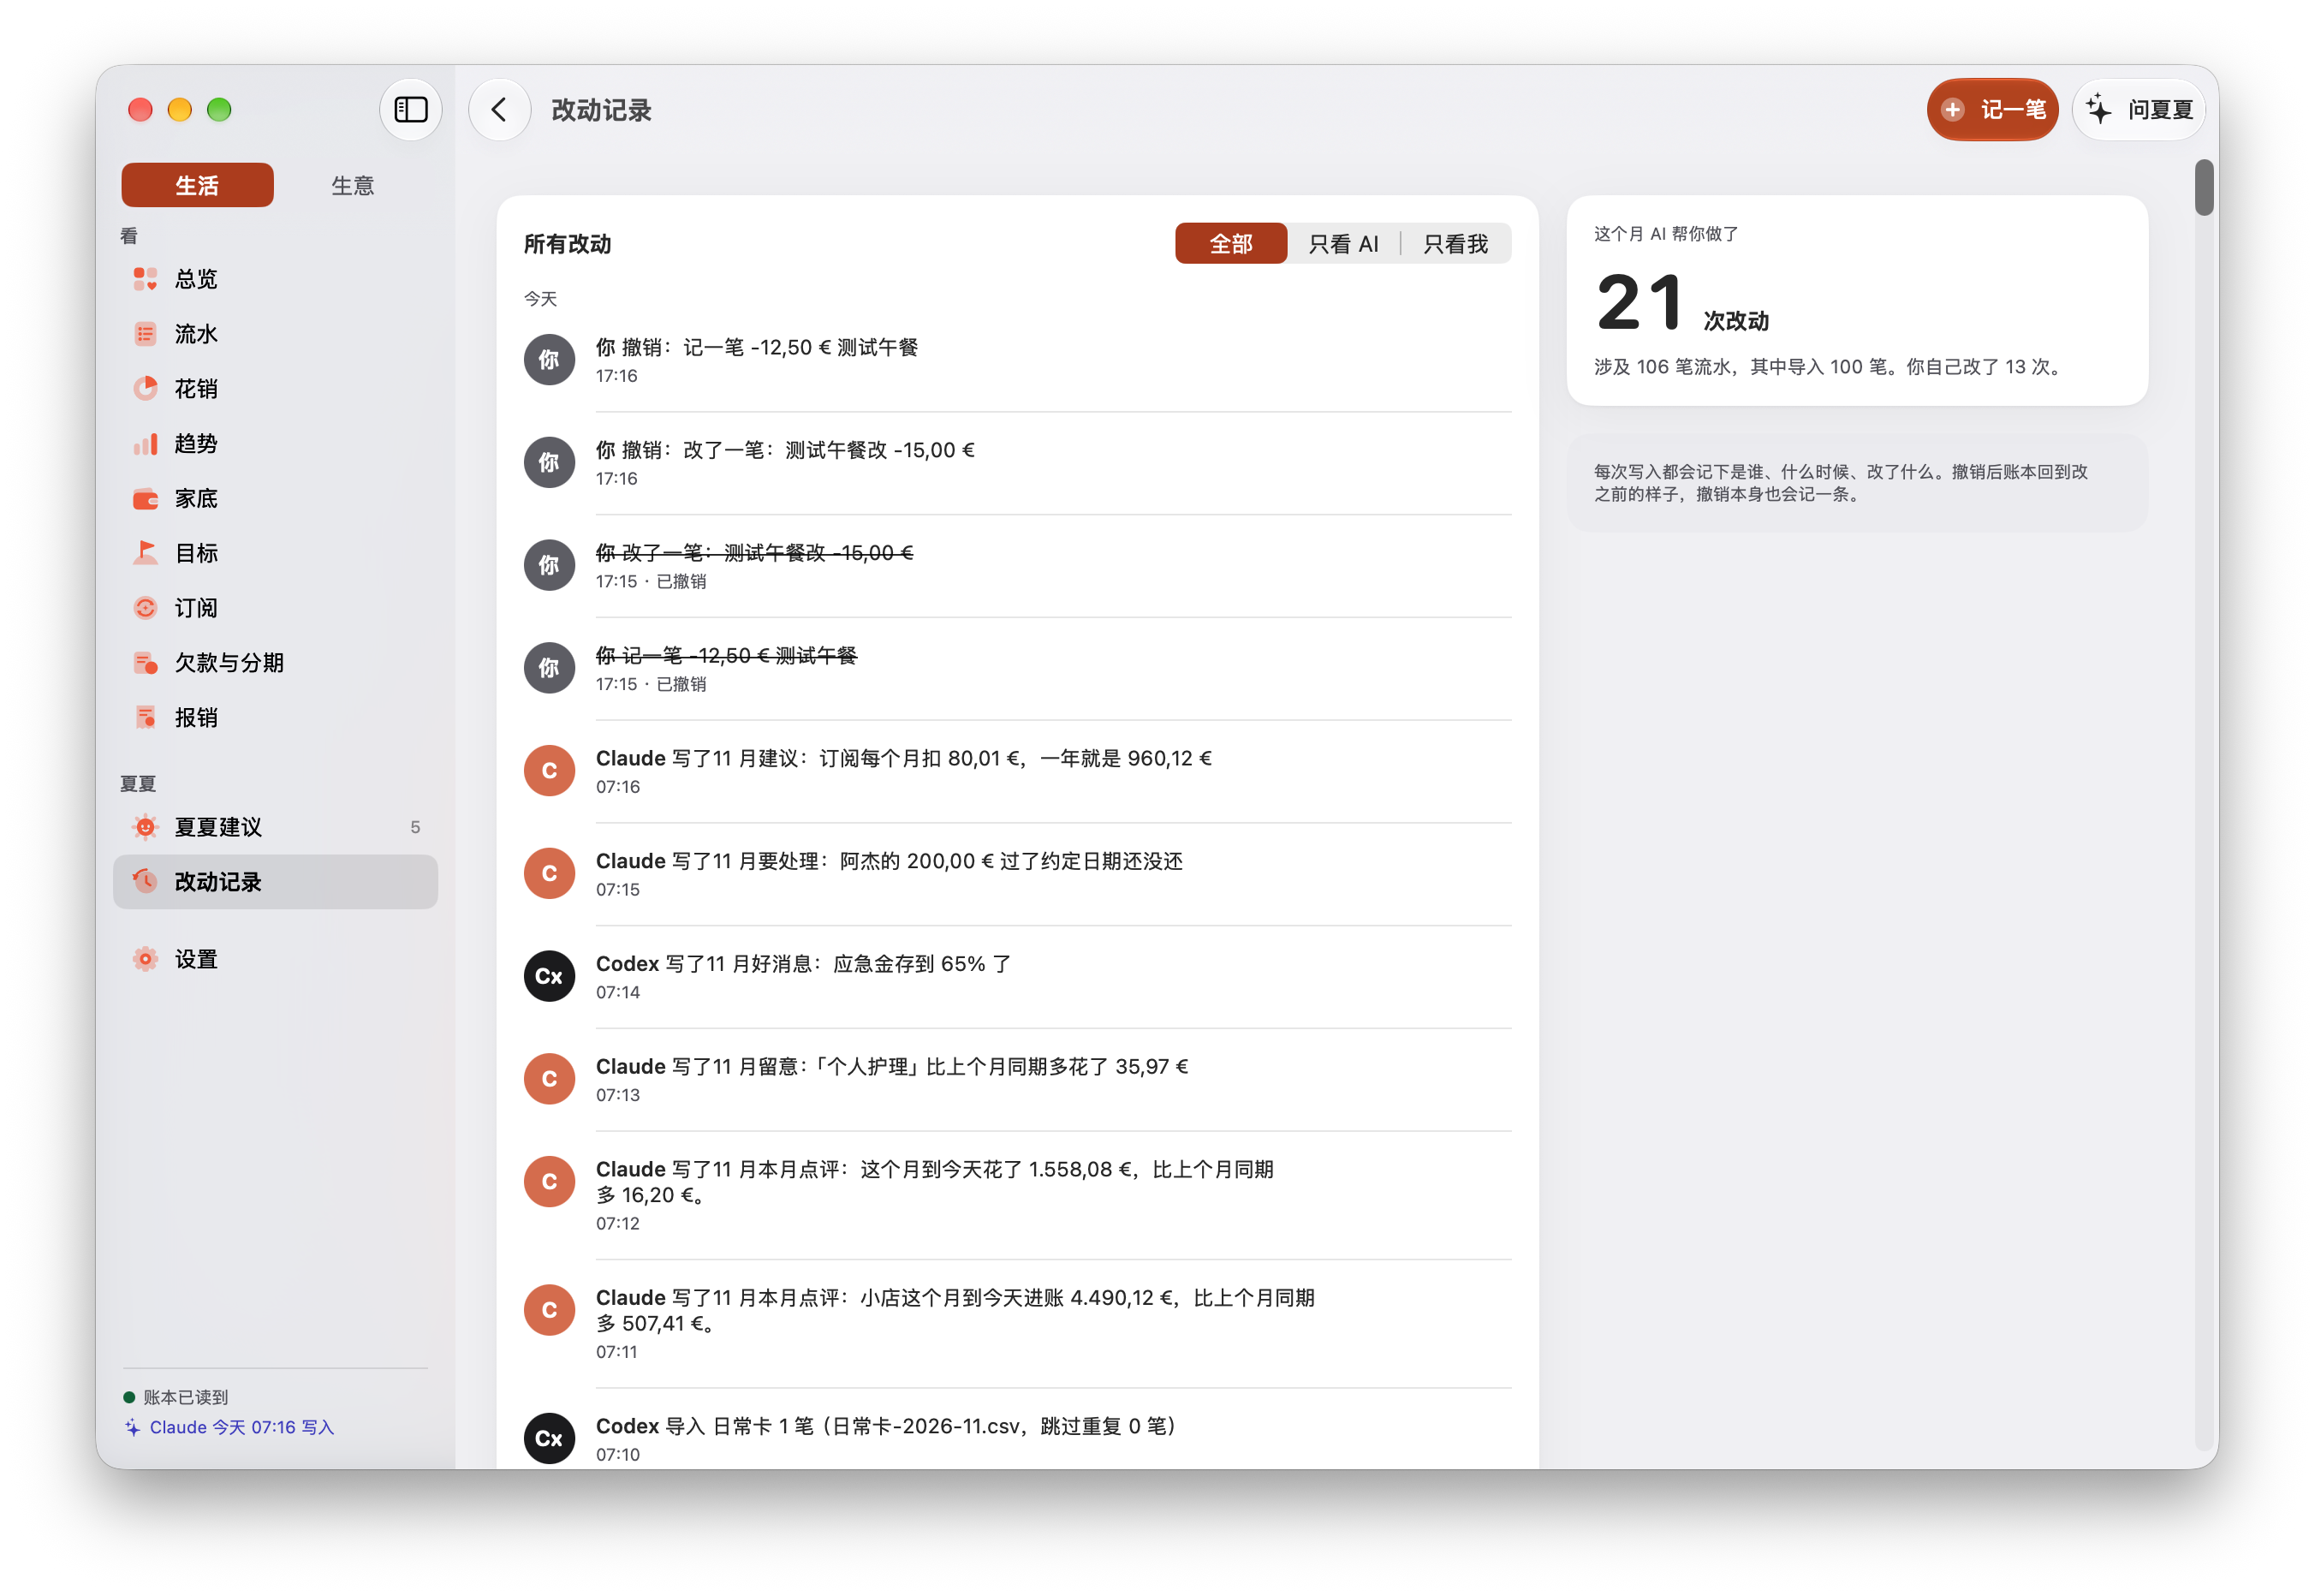 改动记录
记一笔
问夏夏
生活
生意
看
总览
流水
花销
趋势
家底
目标
订阅
欠款与分期
报销
夏夏
夏夏建议
5
改动记录
设置
账本已读到
Claude 今天 07:16 写入
所有改动
全部
只看 AI
只看我
今天
你
你 撤销：记一笔 -12,50 € 测试午餐
17:16
你
你 撤销：改了一笔：测试午餐改 -15,00 €
17:16
你
你 改了一笔：测试午餐改 -15,00 €
17:15 · 已撤销
你
你 记一笔 -12,50 € 测试午餐
17:15 · 已撤销
C
Claude 写了11 月建议：订阅每个月扣 80,01 €，一年就是 960,12 €
07:16
C
Claude 写了11 月要处理：阿杰的 200,00 € 过了约定日期还没还
07:15
Cx
Codex 写了11 月好消息：应急金存到 65% 了
07:14
C
Claude 写了11 月留意：「个人护理」比上个月同期多花了 35,97 €
07:13
C
Claude 写了11 月本月点评：这个月到今天花了 1.558,08 €，比上个月同期
多 16,20 €。
07:12
C
Claude 写了11 月本月点评：小店这个月到今天进账 4.490,12 €，比上个月同期
多 507,41 €。
07:11
Cx
Codex 导入 日常卡 1 笔（日常卡-2026-11.csv，跳过重复 0 笔）
07:10
这个月 AI 帮你做了
21 次改动
涉及 106 笔流水，其中导入 100 笔。你自己改了 13 次。
每次写入都会记下是谁、什么时候、改了什么。撤销后账本回到改
之前的样子，撤销本身也会记一条。